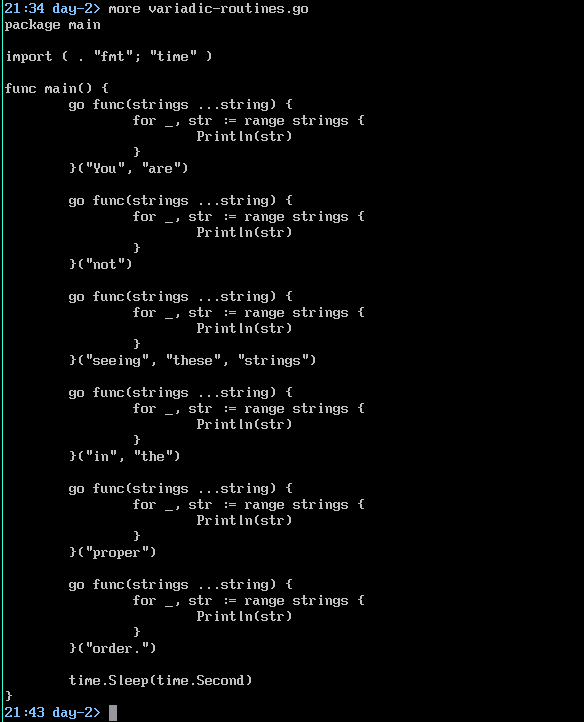 21:34 day-2> more variadic-routines.go
package main

import ( . "fmt"; "time" )

func main() {
        go func(strings ...string) {
                for _, str := range strings {
                        Println(str)
                }
        }("You", "are")

        go func(strings ...string) {
                for _, str := range strings {
                        Println(str)
                }
        }("not")

        go func(strings ...string) {
                for _, str := range strings {
                        Println(str)
                }
        }("seeing", "these", "strings")

        go func(strings ...string) {
                for _, str := range strings {
                        Println(str)
                }
        }("in", "the")

        go func(strings ...string) {
                for _, str := range strings {
                        Println(str)
                }
        }("proper")

        go func(strings ...string) {
                for _, str := range strings {
                        Println(str)
                }
        }("order.")

        time.Sleep(time.Second)
}
21:43 day-2>